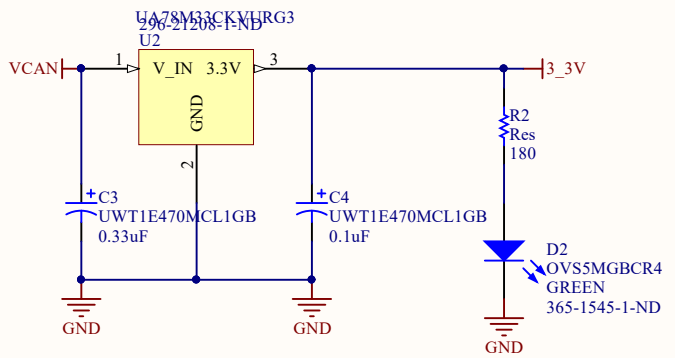 UA78M33CKVURG3
296-21208-1-ND
U2
VCAN
1
V_IN
3.3V
3
3_3V
GND
2
R2
Res
180
C3
UWT1E470MCL1GB
0.33uF
C4
UWT1E470MCL1GB
0.1uF
D2
OVS5MGBCR4
GREEN
365-1545-1-ND
GND
GND
GND